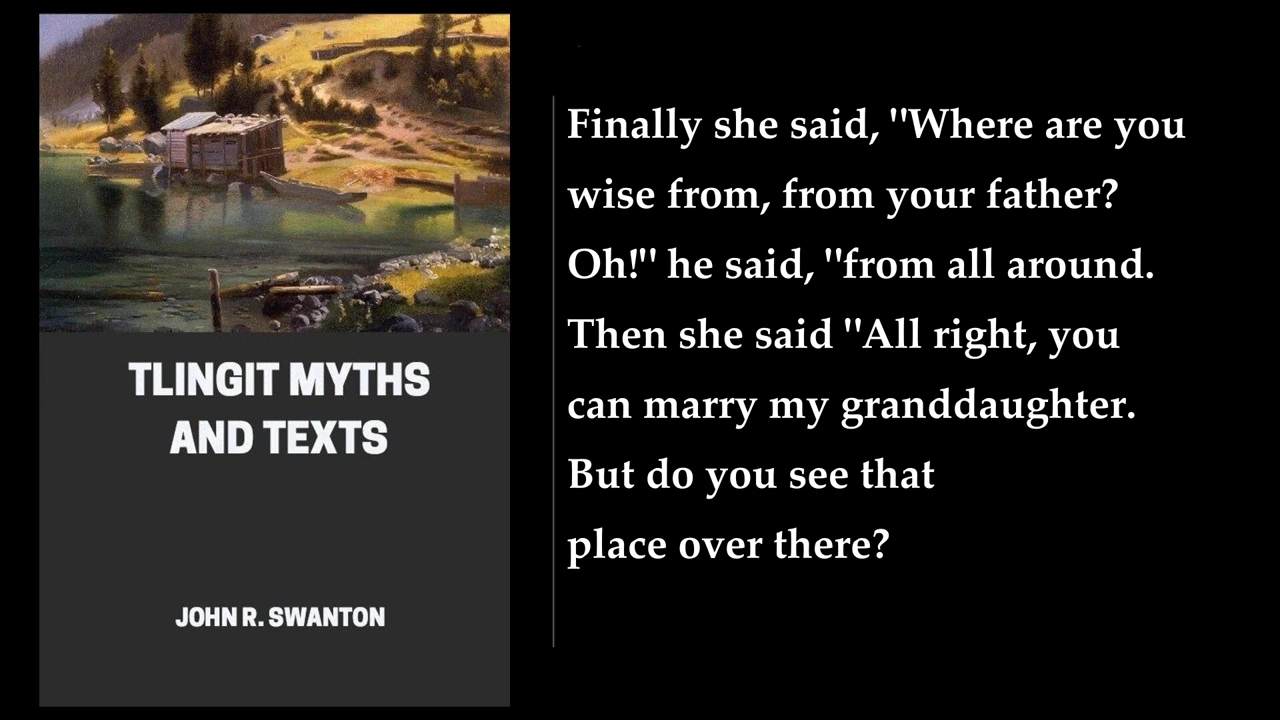 TLINGIT MYTHS
AND TEXTS
JOHN R. SWANTON
Finally she said, "Where are you
wise from, from your father?
Oh!" he said, "from all around.
Then she said "All right, you
can marry my granddaughter.
But do you see that
place over there?